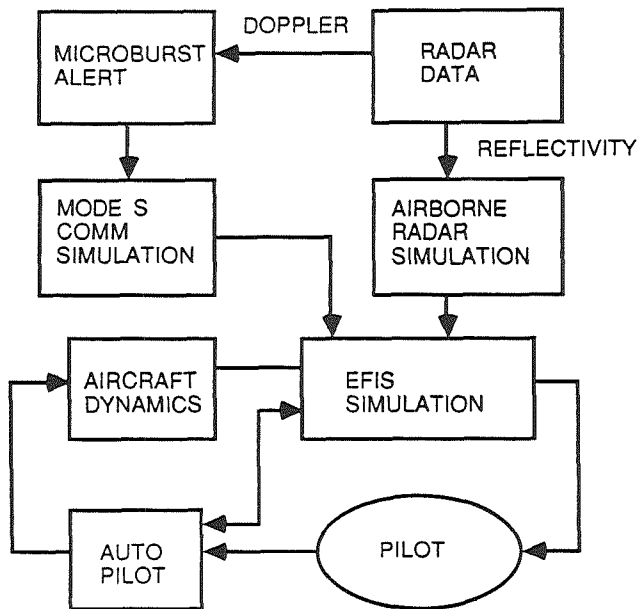 DOPPLER
MICROBURST
ALERT
RADAR
DATA
REFLECTIVITY
MODE S
COMM
SIMULATION
AIRBORNE
RADAR
SIMULATION
AIRCRAFT
DYNAMICS
EFIS
SIMULATION
AUTO
PILOT
PILOT